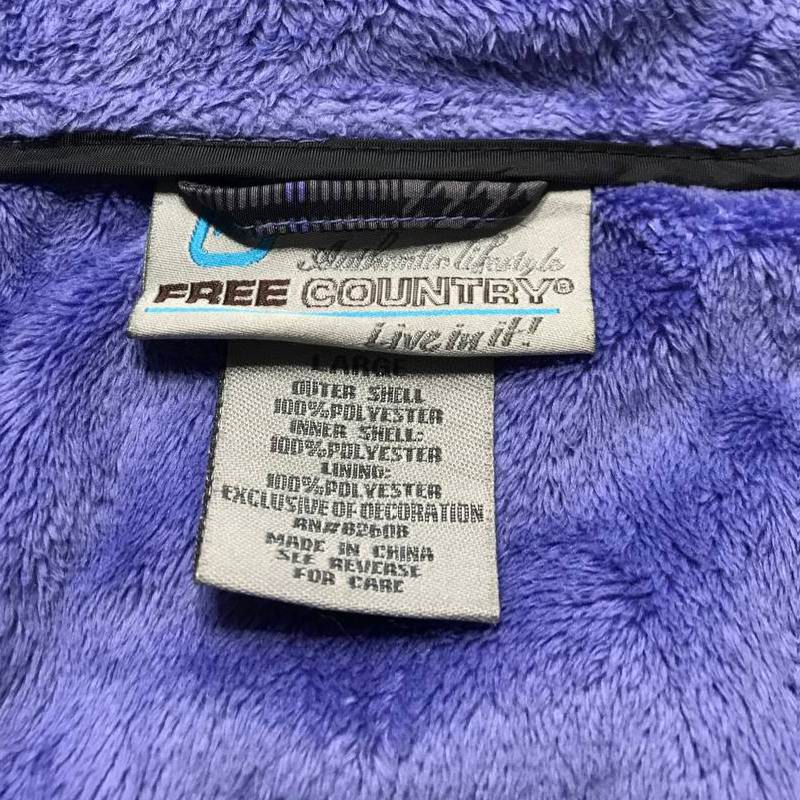 Authentic lifestyle
FREE COUNTRY®
Live in it!
LARGE
OUTER SHELL
100%POLYESTER
INNER SHELL:
100%POLYESTER
LINING:
100%POLYESTER
EXCLUSIVE OF DECORATION
RN#82608
MADE IN CHINA
SEE REVERSE
FOR CARE